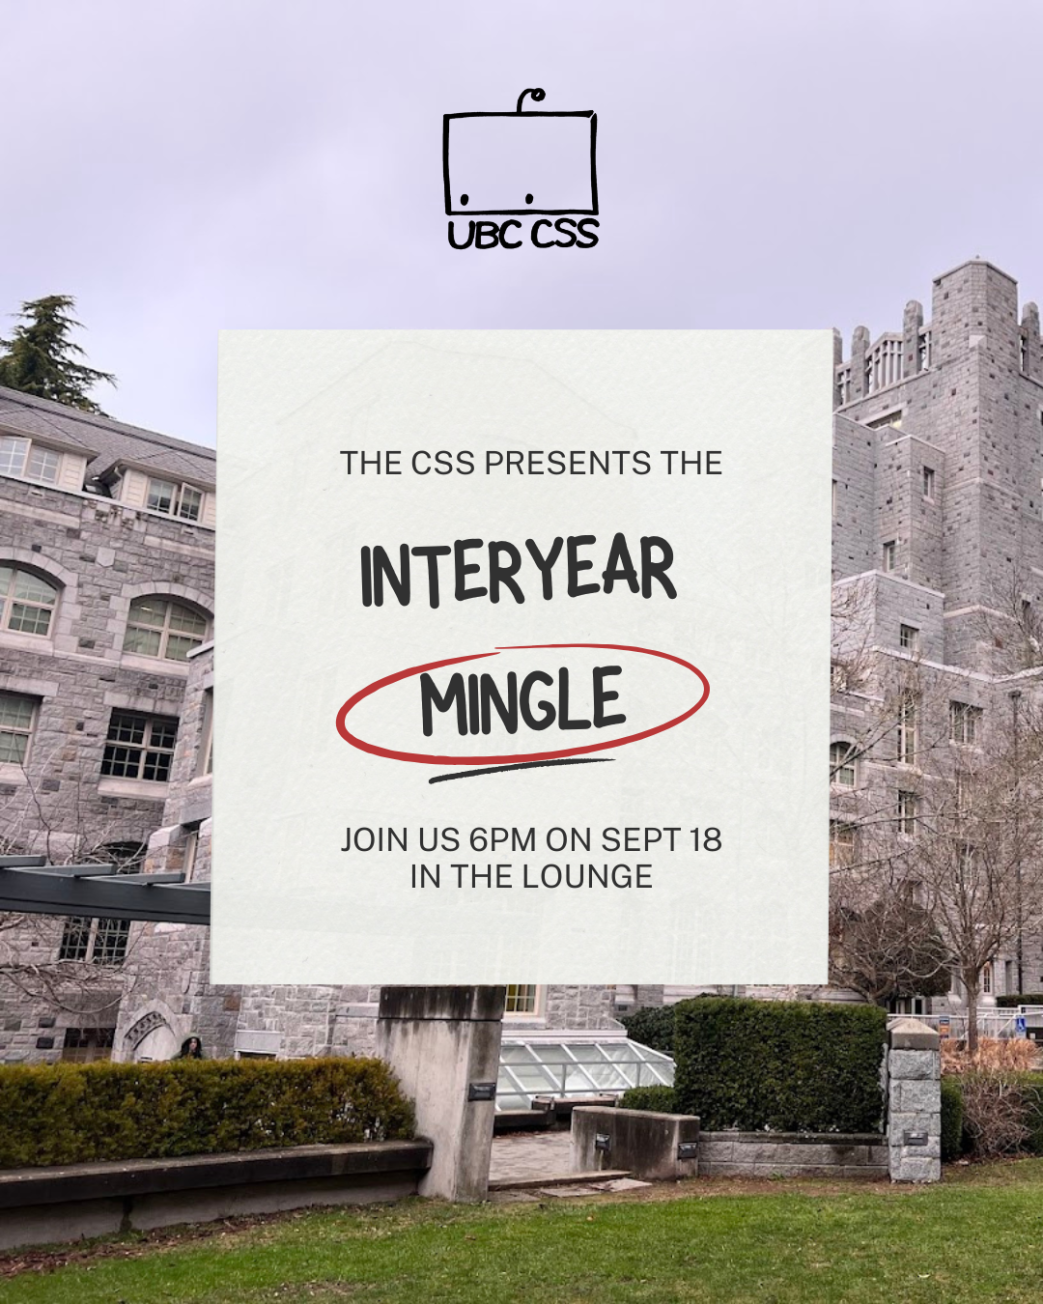 UBC CSS
THE CSS PRESENTS THE
INTERYEAR
MINGLE
JOIN US 6PM ON SEPT 18
IN THE LOUNGE